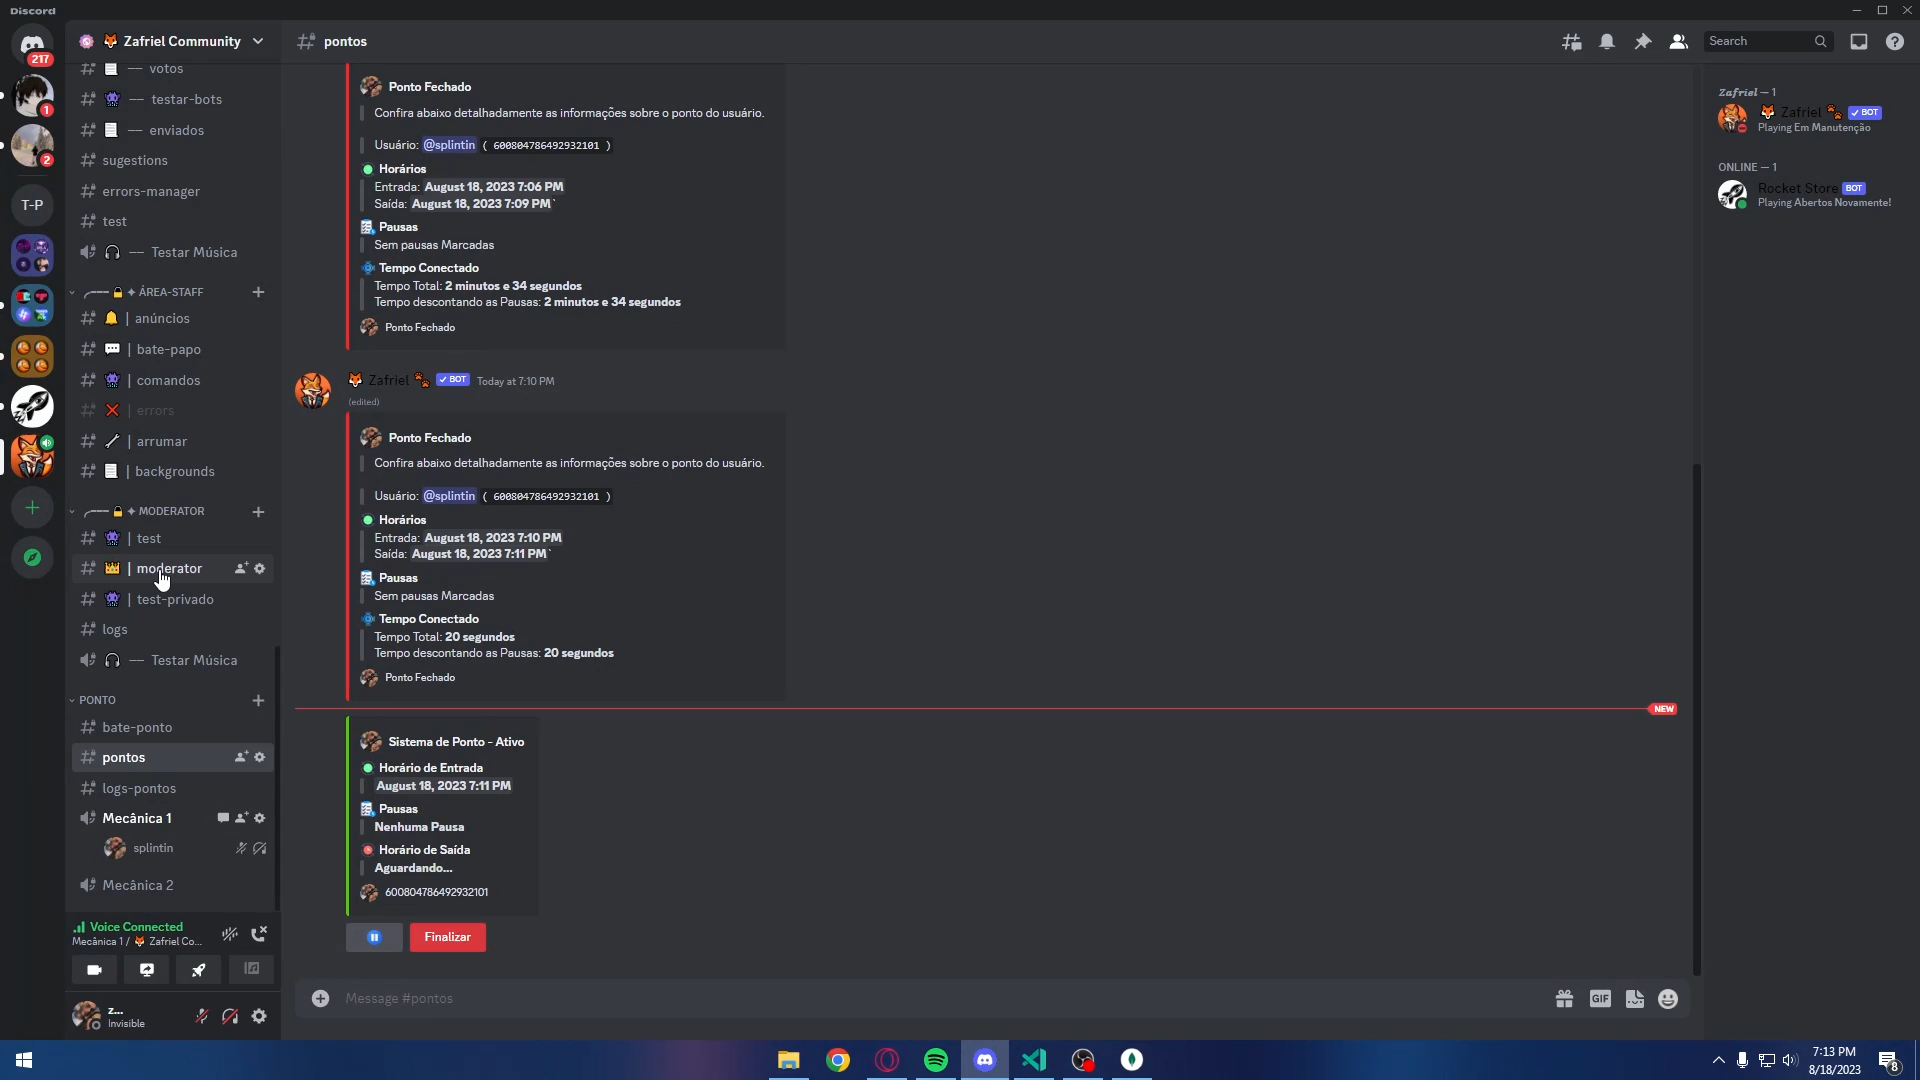 Discord
217
1
2
T-P
Zafriel Community
votos
testar-bots
enviados
sugestions
errors-manager
test
Testar Música
ÁREA-STAFF
| anúncios
| bate-papo
| comandos
| errors
| arrumar
| backgrounds
MODERATOR
| test
| moderator
| test-privado
logs
Testar Música
PONTO
bate-ponto
pontos
logs-pontos
Mecânica 1
splintin
Mecânica 2
Voice Connected
Mecânica 1 / Zafriel Co...
z...
Invisible
pontos
Search
Ponto Fechado
Confira abaixo detalhadamente as informações sobre o ponto do usuário.
Usuário: @splintin ( 600804786492932101 )
Horários
Entrada: August 18, 2023 7:06 PM
Saída: August 18, 2023 7:09 PM`
Pausas
Sem pausas Marcadas
Tempo Conectado
Tempo Total: 2 minutos e 34 segundos
Tempo descontando as Pausas: 2 minutos e 34 segundos
Ponto Fechado
Zafriel BOT Today at 7:10 PM
(edited)
Ponto Fechado
Confira abaixo detalhadamente as informações sobre o ponto do usuário.
Usuário: @splintin ( 600804786492932101 )
Horários
Entrada: August 18, 2023 7:10 PM
Saída: August 18, 2023 7:11 PM`
Pausas
Sem pausas Marcadas
Tempo Conectado
Tempo Total: 20 segundos
Tempo descontando as Pausas: 20 segundos
Ponto Fechado
NEW
Sistema de Ponto - Ativo
Horário de Entrada
August 18, 2023 7:11 PM
Pausas
Nenhuma Pausa
Horário de Saída
Aguardando...
600804786492932101
Finalizar
Message #pontos
GIF
Zafriel — 1
Zafriel BOT
Playing Em Manutenção
ONLINE — 1
Rocket Store BOT
Playing Abertos Novamente!
7:13 PM
8/18/2023
8